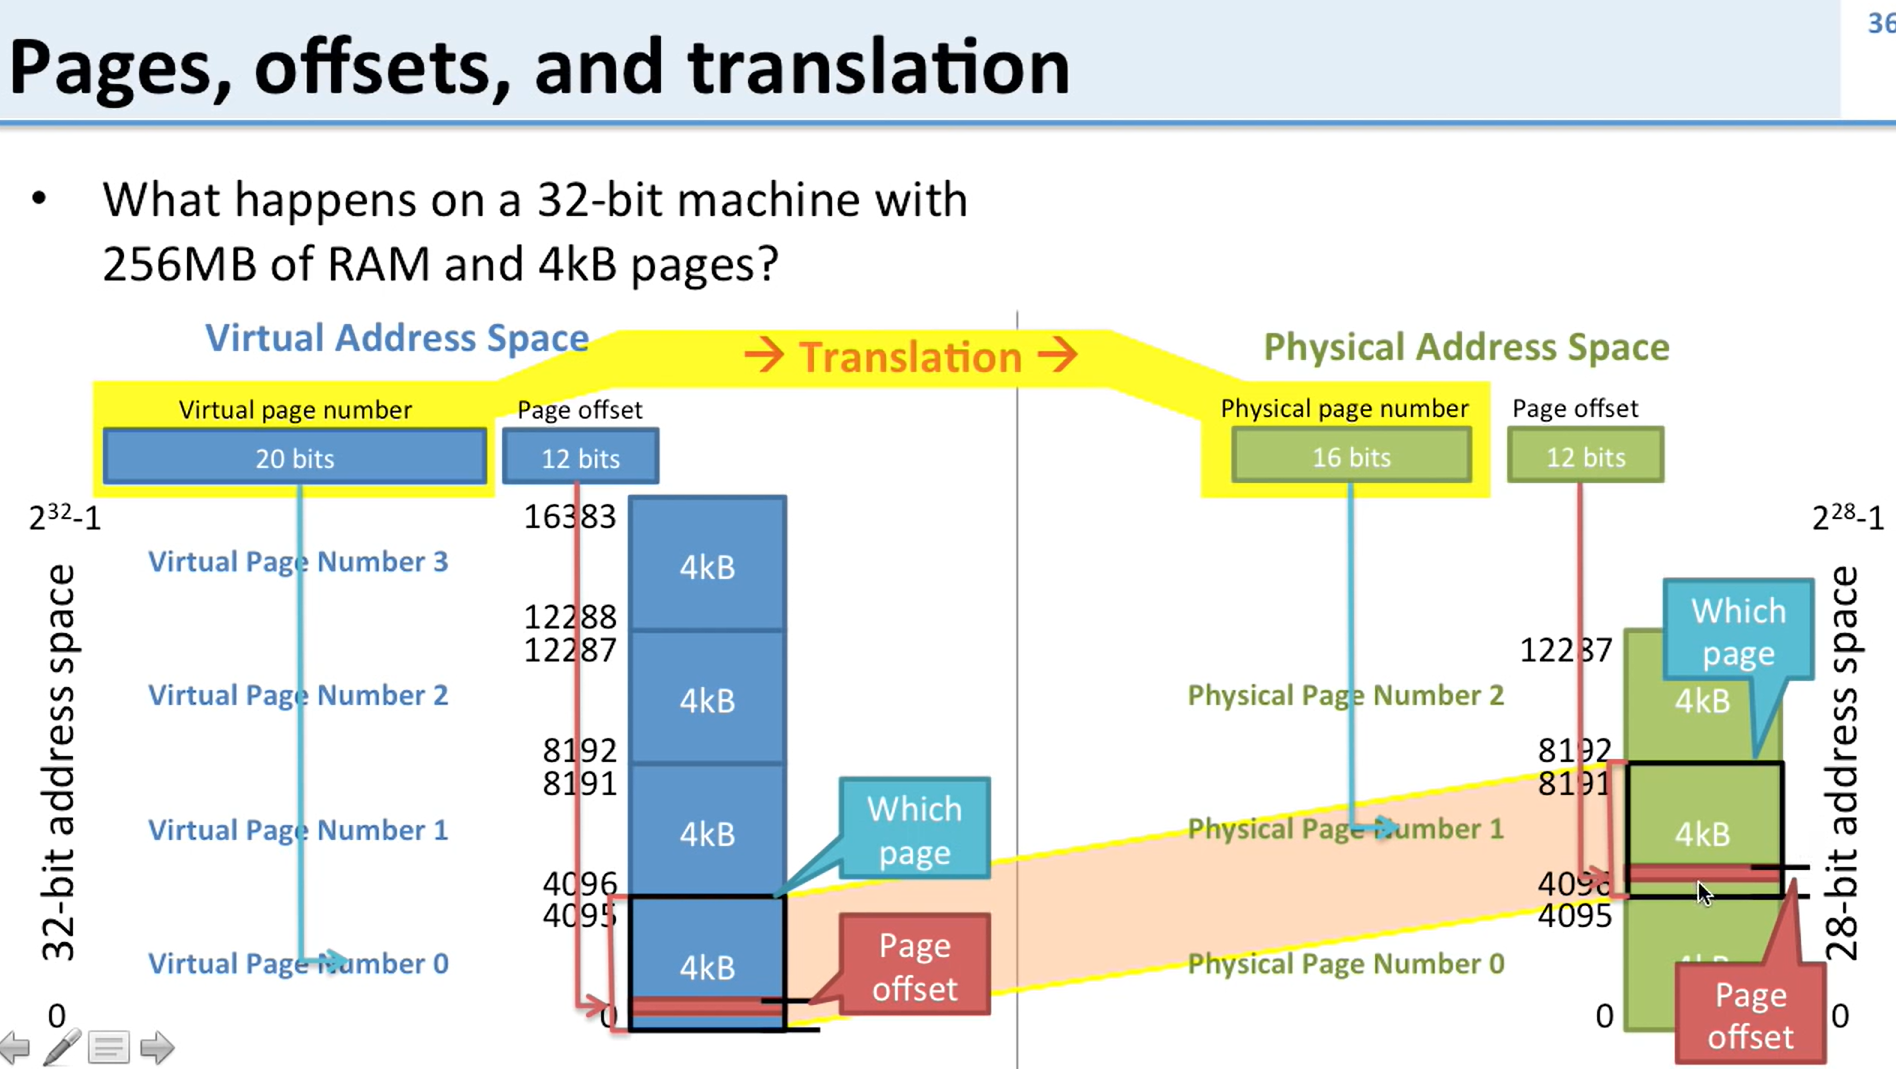 36
Pages, offsets, and translation
• What happens on a 32-bit machine with
256MB of RAM and 4kB pages?
Virtual Address Space
→ Translation →
Physical Address Space
Virtual page number
Page offset
20 bits
12 bits
Physical page number
Page offset
16 bits
12 bits
2³²-1
32-bit address space
0
Virtual Page Number 3
Virtual Page Number 2
Virtual Page Number 1
Virtual Page Number 0
16383
12288
12287
8192
8191
4096
4095
0
4kB
4kB
4kB
4kB
Which
page
Page
offset
Physical Page Number 2
Physical Page Number 1
Physical Page Number 0
12287
8192
8191
4096
4095
0
4kB
4kB
4kB
Which
page
Page
offset
2²⁸-1
28-bit address space
0